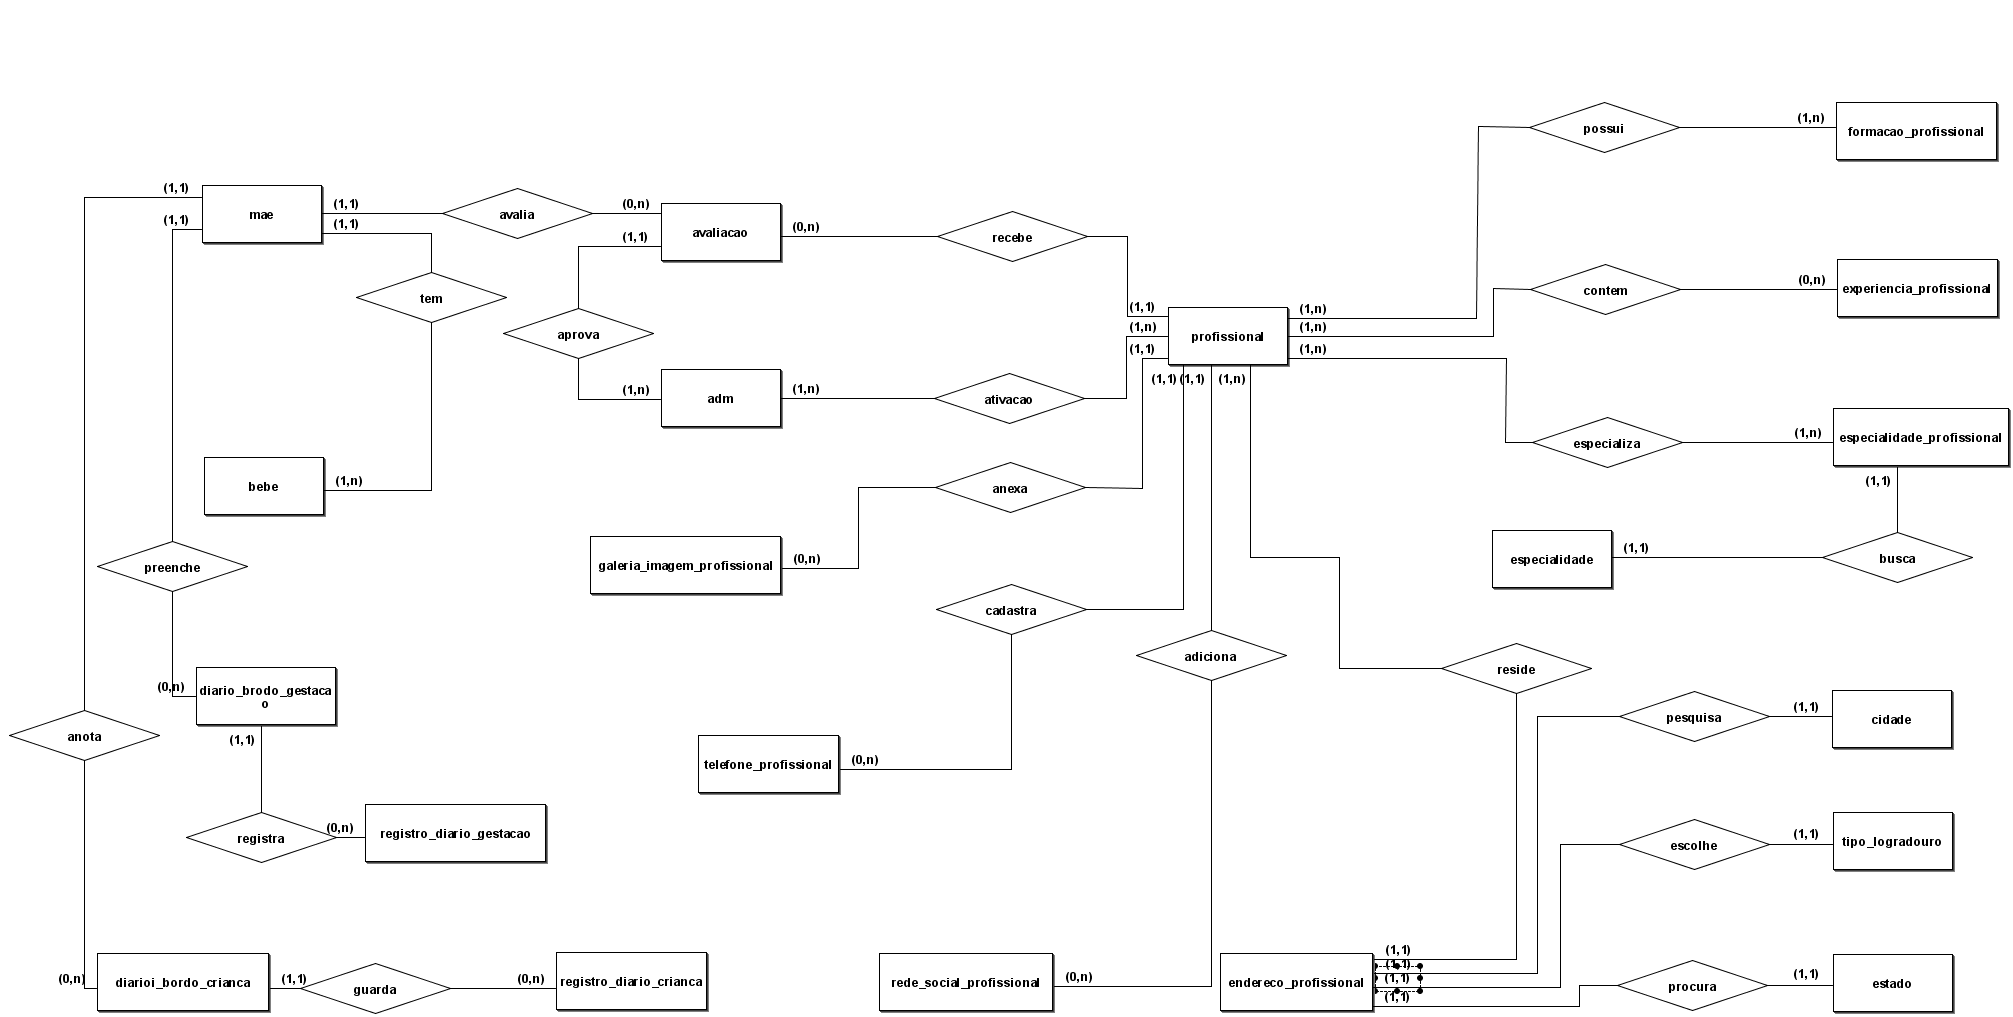 possui
(1,n)
formacao_profissional
(1,1)
mae
(1,1)
avalia
(0,n)
avaliacao
(0,n)
recebe
(1,1)
(1,1)
(1,1)
tem
aprova
contem
(0,n)
experiencia_profissional
(1,1)
(1,n)
(1,1)
profissional
(1,n)
(1,n)
(1,n)
(1,1)
(1,1)
(1,n)
(1,n)
adm
(1,n)
ativacao
especializa
(1,n)
especialidade_profissional
(1,1)
bebe
(1,n)
anexa
galeria_imagem_profissional
(0,n)
especialidade
(1,1)
busca
preenche
cadastra
adiciona
reside
(0,n)
diario_brodo_gestaca
o
(1,1)
anota
pesquisa
(1,1)
cidade
telefone_profissional
(0,n)
registra
(0,n)
registro_diario_gestacao
escolhe
(1,1)
tipo_logradouro
(0,n)
diarioi_bordo_crianca
(1,1)
guarda
(0,n)
registro_diario_crianca
rede_social_profissional
(0,n)
endereco_profissional
(1,1)
(1,1)
(1,1)
(1,1)
procura
(1,1)
estado